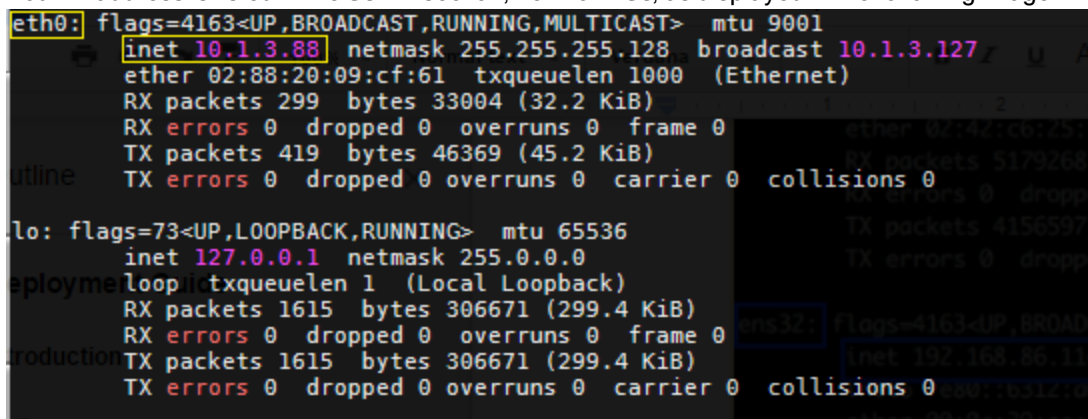 eth0: flags=4163<UP,BROADCAST,RUNNING,MULTICAST>  mtu 9001
        inet 10.1.3.88  netmask 255.255.255.128  broadcast 10.1.3.127
        ether 02:88:20:09:cf:61  txqueuelen 1000  (Ethernet)
        RX packets 299  bytes 33004 (32.2 KiB)
        RX errors 0  dropped 0  overruns 0  frame 0
        TX packets 419  bytes 46369 (45.2 KiB)
        TX errors 0  dropped 0 overruns 0  carrier 0  collisions 0
lo: flags=73<UP,LOOPBACK,RUNNING>  mtu 65536
        inet 127.0.0.1  netmask 255.0.0.0
        loop  txqueuelen 1  (Local Loopback)
        RX packets 1615  bytes 306671 (299.4 KiB)
        RX errors 0  dropped 0  overruns 0  frame 0
        TX packets 1615  bytes 306671 (299.4 KiB)
        TX errors 0  dropped 0 overruns 0  carrier 0  collisions 0